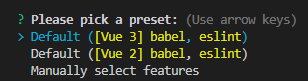 ? Please pick a preset: (Use arrow keys)
> Default ([Vue 3] babel, eslint)
Default ([Vue 2] babel, eslint)
Manually select features